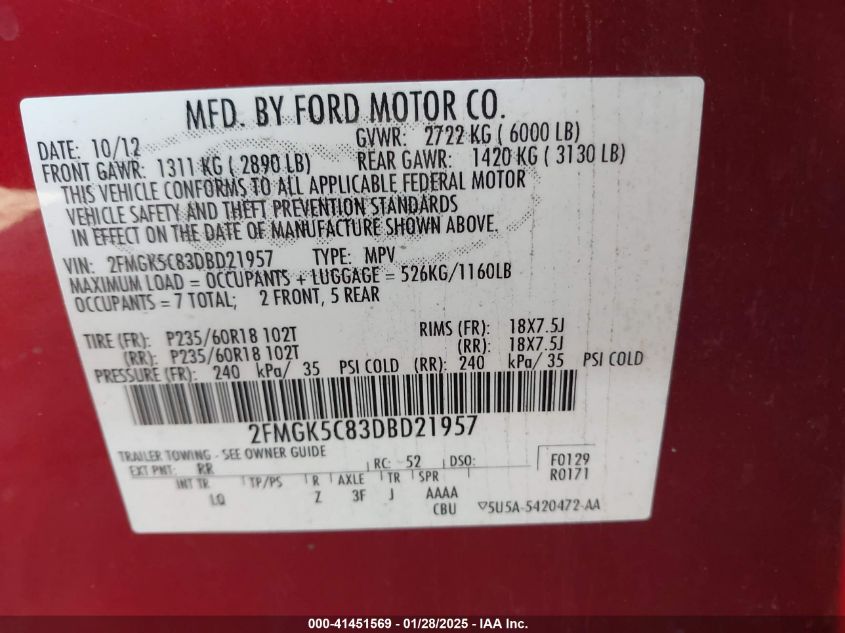 MFD. BY FORD MOTOR CO.
DATE: 10/12 GVWR: 2722 KG ( 6000 LB)
FRONT GAWR: 1311 KG ( 2890 LB) REAR GAWR: 1420 KG ( 3130 LB)
THIS VEHICLE CONFORMS TO ALL APPLICABLE FEDERAL MOTOR
VEHICLE SAFETY AND THEFT PREVENTION STANDARDS
IN EFFECT ON THE DATE OF MANUFACTURE SHOWN ABOVE.
VIN: 2FMGK5C83DBD21957 TYPE: MPV
MAXIMUM LOAD = OCCUPANTS + LUGGAGE = 526KG/1160LB
OCCUPANTS = 7 TOTAL; 2 FRONT, 5 REAR
TIRE (FR): P235/60R18 102T RIMS (FR): 18X7.5J
(RR): P235/60R18 102T (RR): 18X7.5J
PRESSURE (FR): 240 kPa/ 35 PSI COLD (RR): 240 kPa/ 35 PSI COLD
2FMGK5C83DBD21957
TRAILER TOWING - SEE OWNER GUIDE
EXT PNT: RR RC: 52 DSO: F0129
R0171
INT TR TP/PS R AXLE TR SPR
LQ Z 3F J AAAA
CBU ▽5U5A-5420472-AA
000-41451569 - 01/28/2025 - IAA Inc.